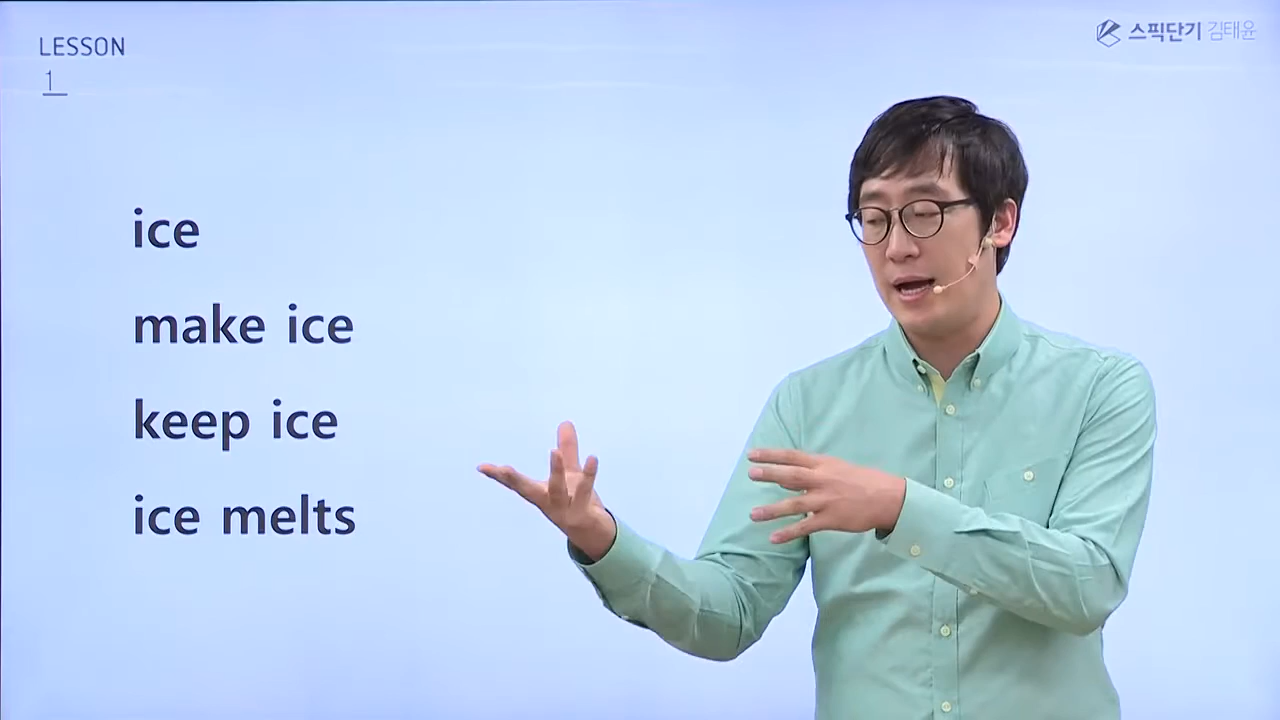 LESSON
1
스픽단기 김태윤
ice
make ice
keep ice
ice melts